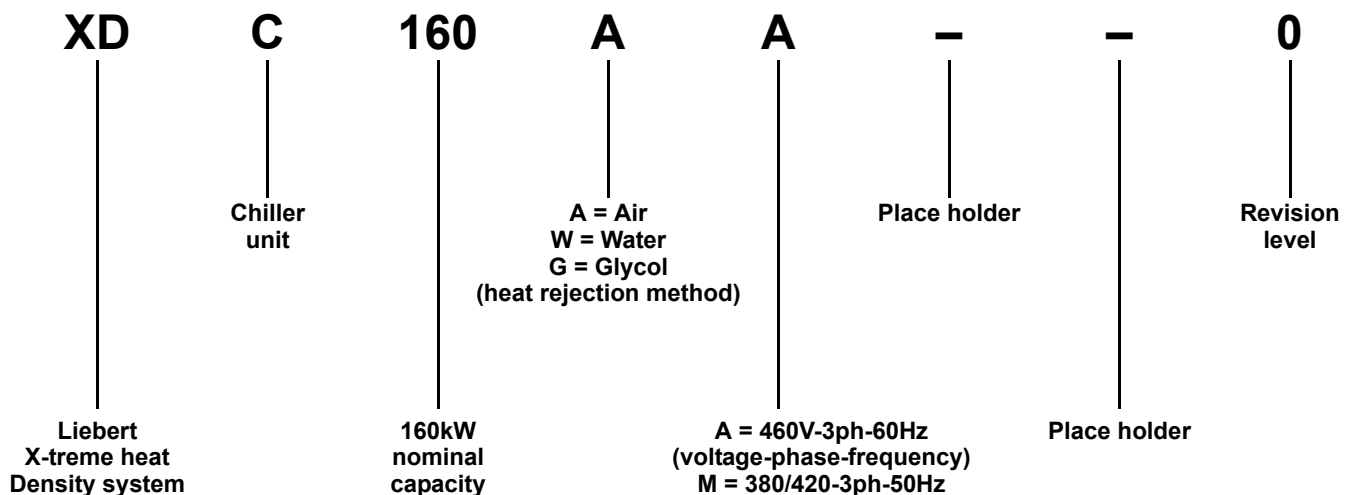 XD C 160 A A – – 0
Chiller
unit
A = Air
W = Water
G = Glycol
(heat rejection method)
Place holder
Revision
level
Liebert
X-treme heat
Density system
160kW
nominal
capacity
A = 460V-3ph-60Hz
(voltage-phase-frequency)
M = 380/420-3ph-50Hz
Place holder